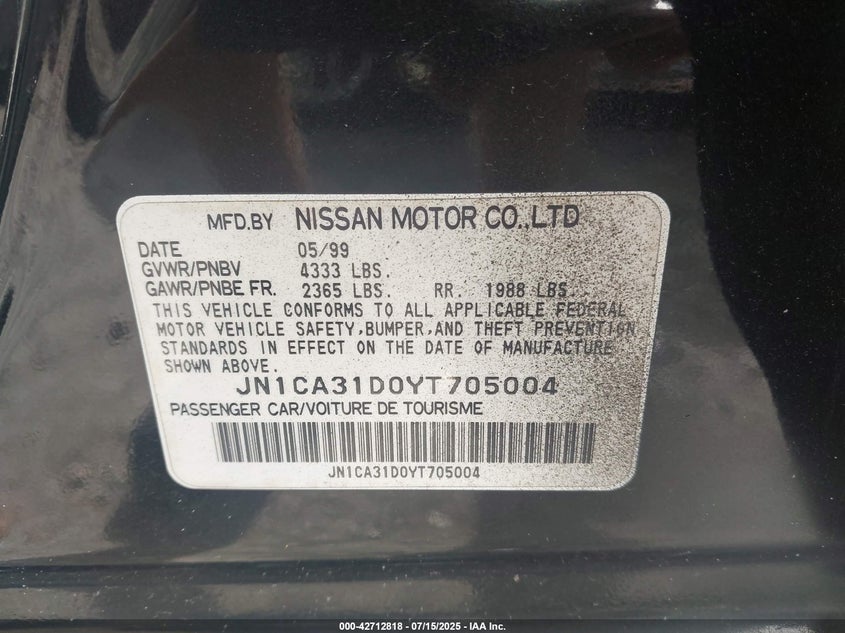 MFD.BY NISSAN MOTOR CO.,LTD
DATE 05/99
GVWR/PNBV 4333 LBS.
GAWR/PNBE FR. 2365 LBS. RR. 1988 LBS.
THIS VEHICLE CONFORMS TO ALL APPLICABLE FEDERAL
MOTOR VEHICLE SAFETY,BUMPER,AND THEFT PREVENTION
STANDARDS IN EFFECT ON THE DATE OF MANUFACTURE
SHOWN ABOVE.
JN1CA31D0YT705004
PASSENGER CAR/VOITURE DE TOURISME
JN1CA31D0YT705004
000-42712818 - 07/15/2025 - IAA Inc.